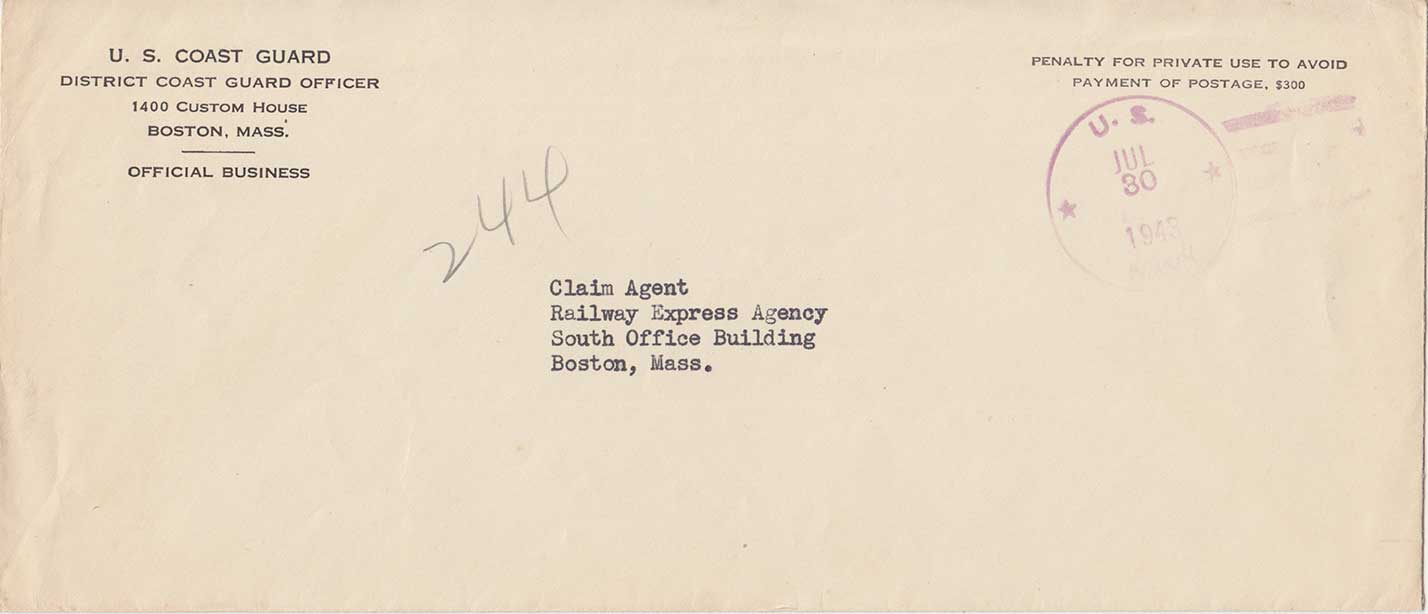 U. S. COAST GUARD
DISTRICT COAST GUARD OFFICER
1400 CUSTOM HOUSE
BOSTON, MASS.
OFFICIAL BUSINESS
PENALTY FOR PRIVATE USE TO AVOID
PAYMENT OF POSTAGE, $300
U. S.
JUL
30
1943
244
Claim Agent
Railway Express Agency
South Office Building
Boston, Mass.